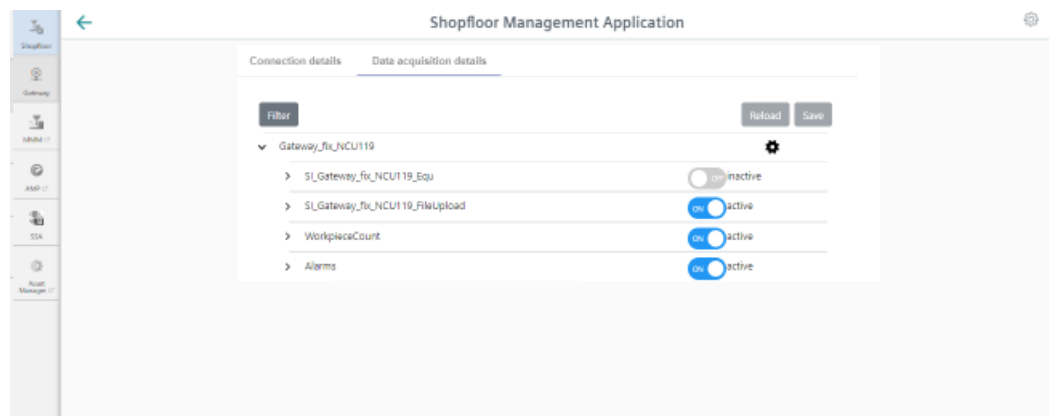 Shopfloor Management Application
Shopfloor
Gateway
AMP
SSA
Asset
Manager
Connection details Data acquisition details
Filter Reload Save
Gateway_fix_NCU119
SI_Gateway_fix_NCU119_Equ OFF inactive
SI_Gateway_fix_NCU119_FileUpload ON active
WorkpieceCount ON active
Alarms ON active